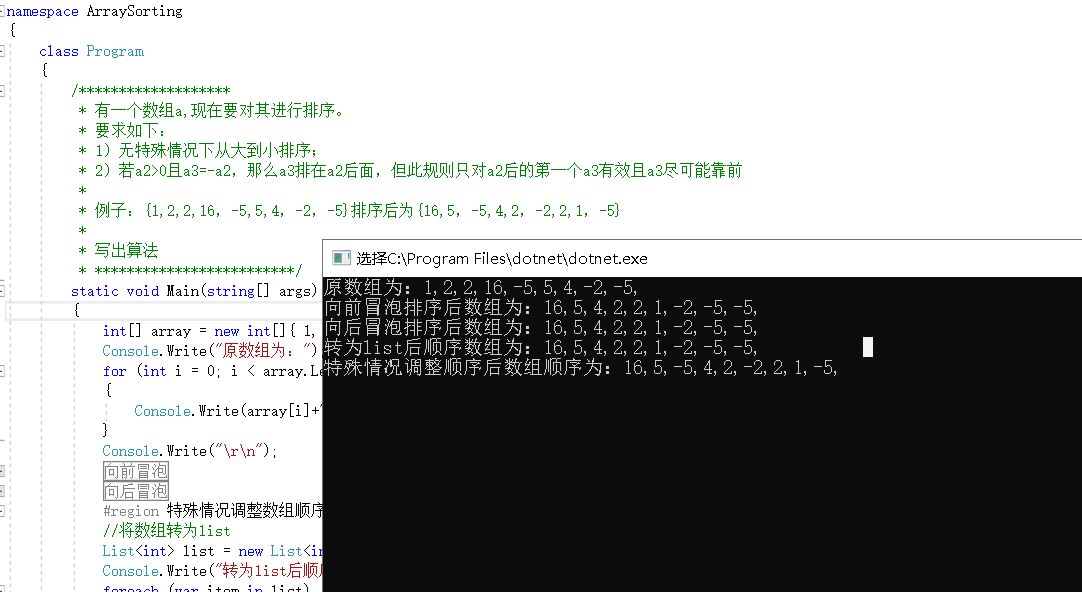 namespace ArraySorting
{
class Program
{
/*******************
* 有一个数组a,现在要对其进行排序。
* 要求如下:
* 1）无特殊情况下从大到小排序;
* 2）若a2>0且a3=-a2, 那么a3排在a2后面，但此规则只对a2后的第一个a3有效且a3尽可能靠前
*
* 例子: {1,2,2,16, -5,5,4, -2, -5}排序后为{16,5, -5,4,2, -2,2,1, -5}
*
* 写出算法
* *************************/
static void Main(string[] args)
{
int[] array = new int[]{ 1,
Console.Write("原数组为: ")
for (int i = 0; i < array.Le
{
Console.Write(array[i]+"
}
Console.Write("\r\n");
向前冒泡
向后冒泡
#region 特殊情况调整数组顺序
//将数组转为list
List<int> list = new List<in
Console.Write("转为list后顺
foreach (var item in list)
选择C:\Program Files\dotnet\dotnet.exe
原数组为: 1,2,2,16,-5,5,4,-2,-5,
向前冒泡排序后数组为: 16,5,4,2,2,1,-2,-5,-5,
向后冒泡排序后数组为: 16,5,4,2,2,1,-2,-5,-5,
转为list后顺序数组为: 16,5,4,2,2,1,-2,-5,-5,
特殊情况调整顺序后数组顺序为: 16,5,-5,4,2,-2,2,1,-5,